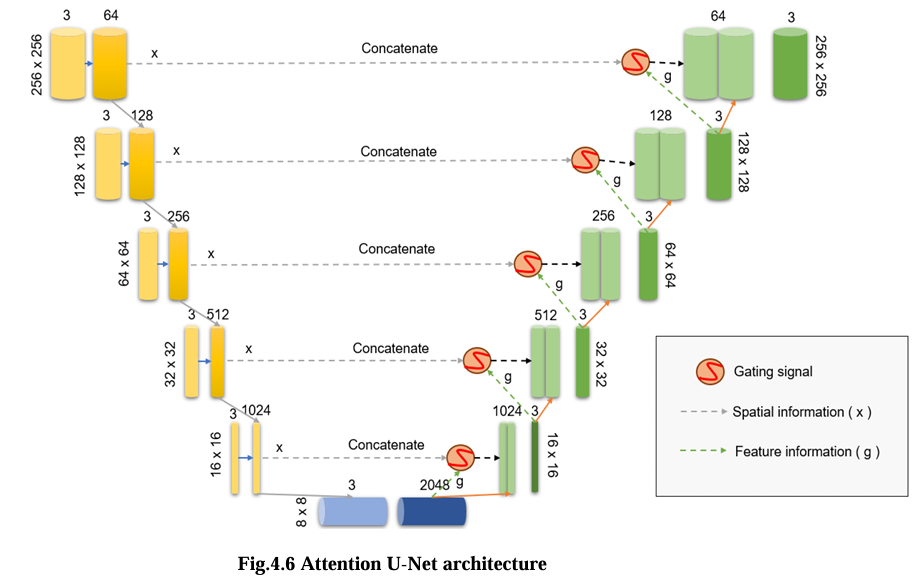 3 64 64 3
256 x 256 x Concatenate g 256 x 256
3 128 128 3
128 x 128 x Concatenate g 128 x 128
3 256 256 3
64 x 64 x Concatenate g 64 x 64
3 512 512 3
32 x 32 x Concatenate g 32 x 32
3 1024 1024 3
16 x 16 x Concatenate g 16 x 16
3 2048
8 x 8
Gating signal
Spatial information ( x )
Feature information ( g )
Fig.4.6 Attention U-Net architecture